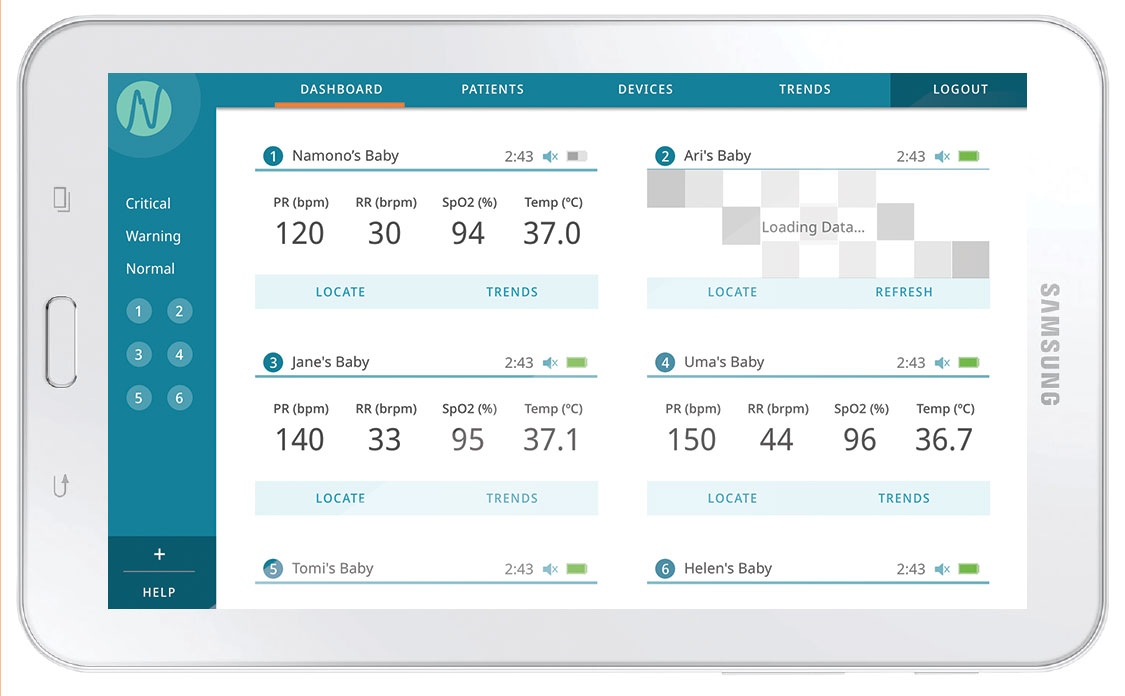 DASHBOARD PATIENTS DEVICES TRENDS LOGOUT
Critical
Warning
Normal
1 2
3 4
5 6
+
HELP
1 Namono’s Baby 2:43
PR (bpm) RR (brpm) SpO2 (%) Temp (ºC)
120 30 94 37.0
LOCATE TRENDS
2 Ari's Baby 2:43
Loading Data...
LOCATE REFRESH
3 Jane's Baby 2:43
PR (bpm) RR (brpm) SpO2 (%) Temp (ºC)
140 33 95 37.1
LOCATE TRENDS
4 Uma's Baby 2:43
PR (bpm) RR (brpm) SpO2 (%) Temp (ºC)
150 44 96 36.7
LOCATE TRENDS
5 Tomi's Baby 2:43
6 Helen's Baby 2:43
SAMSUNG